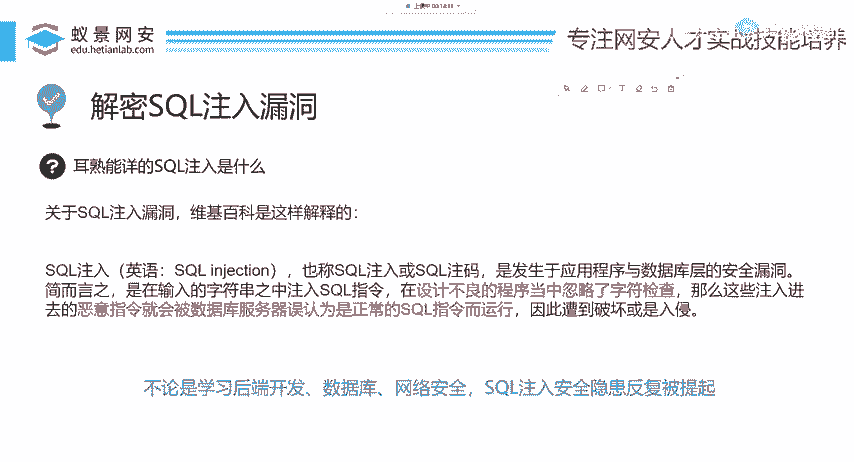 蚁景网安
edu.hetianlab.com
专注网安人才实战技能培养
解密SQL注入漏洞
? 耳熟能详的SQL注入是什么
关于SQL注入漏洞，维基百科是这样解释的：
SQL注入（英语：SQL injection），也称SQL注入或SQL注码，是发生于应用程序与数据库层的安全漏洞。
简而言之，是在输入的字符串之中注入SQL指令，在设计不良的程序当中忽略了字符检查，那么这些注入进
去的恶意指令就会被数据库服务器误认为是正常的SQL指令而运行，因此遭到破坏或是入侵。
不论是学习后端开发、数据库、网络安全，SQL注入安全隐患反复被提起